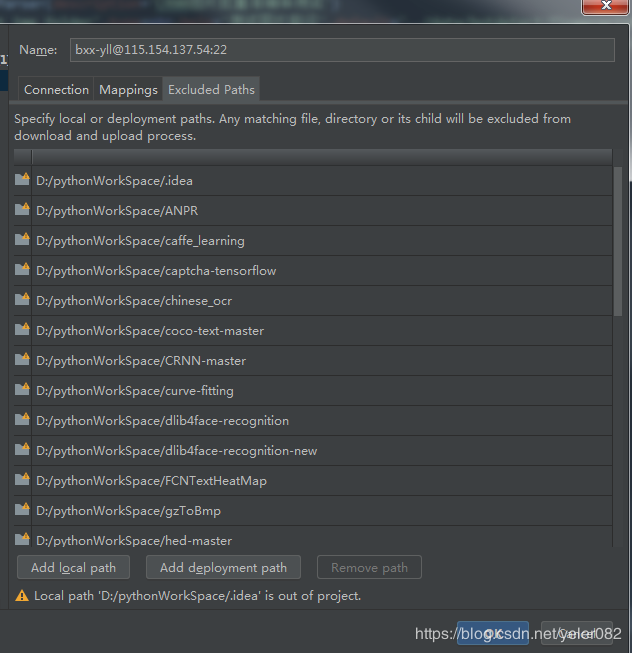 Name: bxx-yll@115.154.137.54:22
Connection Mappings Excluded Paths
Specify local or deployment paths. Any matching file, directory or its child will be excluded from
download and upload process.
D:/pythonWorkSpace/.idea
D:/pythonWorkSpace/ANPR
D:/pythonWorkSpace/caffe_learning
D:/pythonWorkSpace/captcha-tensorflow
D:/pythonWorkSpace/chinese_ocr
D:/pythonWorkSpace/coco-text-master
D:/pythonWorkSpace/CRNN-master
D:/pythonWorkSpace/curve-fitting
D:/pythonWorkSpace/dlib4face-recognition
D:/pythonWorkSpace/dlib4face-recognition-new
D:/pythonWorkSpace/FCNTextHeatMap
D:/pythonWorkSpace/gzToBmp
D:/pythonWorkSpace/hed-master
Add local path Add deployment path Remove path
Local path 'D:/pythonWorkSpace/.idea' is out of project.
OK Cancel
https://blog.csdn.net/yeler082